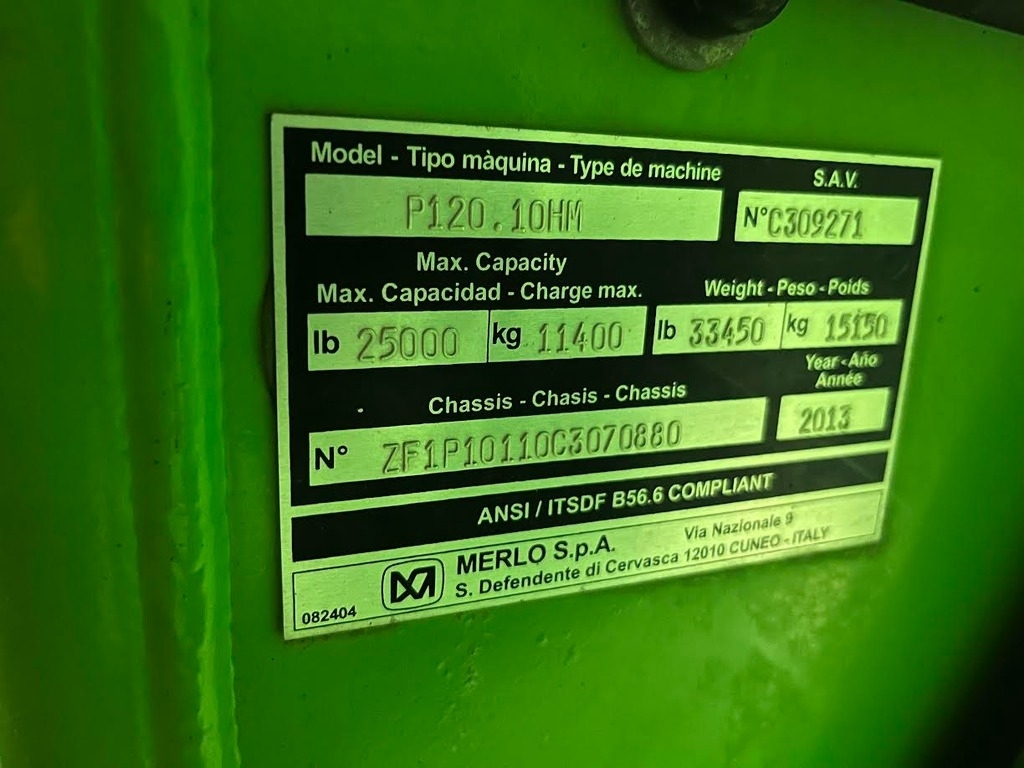 Model - Tipo màquina - Type de machine
S.A.V.
P120.10HM
N°C309271
Max. Capacity
Max. Capacidad - Charge max.
Weight - Peso - Poids
lb 25000 kg 11400
lb 33450 kg 15150
Chassis - Chasis - Chassis
Year - Año
Année
N° ZF1P10110C3070880
2013
ANSI / ITSDF B56.6 COMPLIANT
MERLO S.p.A.
Via Nazionale 9
S. Defendente di Cervasca 12010 CUNEO - ITALY
082404